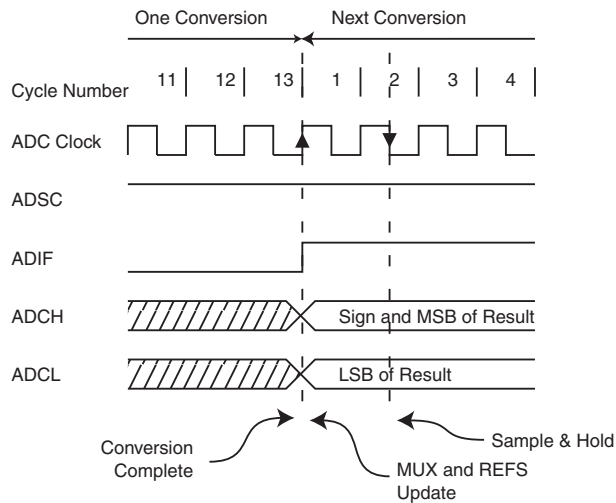 One Conversion Next Conversion
Cycle Number 11 12 13 1 2 3 4
ADC Clock
ADSC
ADIF
ADCH Sign and MSB of Result
ADCL LSB of Result
Conversion
Complete
MUX and REFS
Update
Sample & Hold